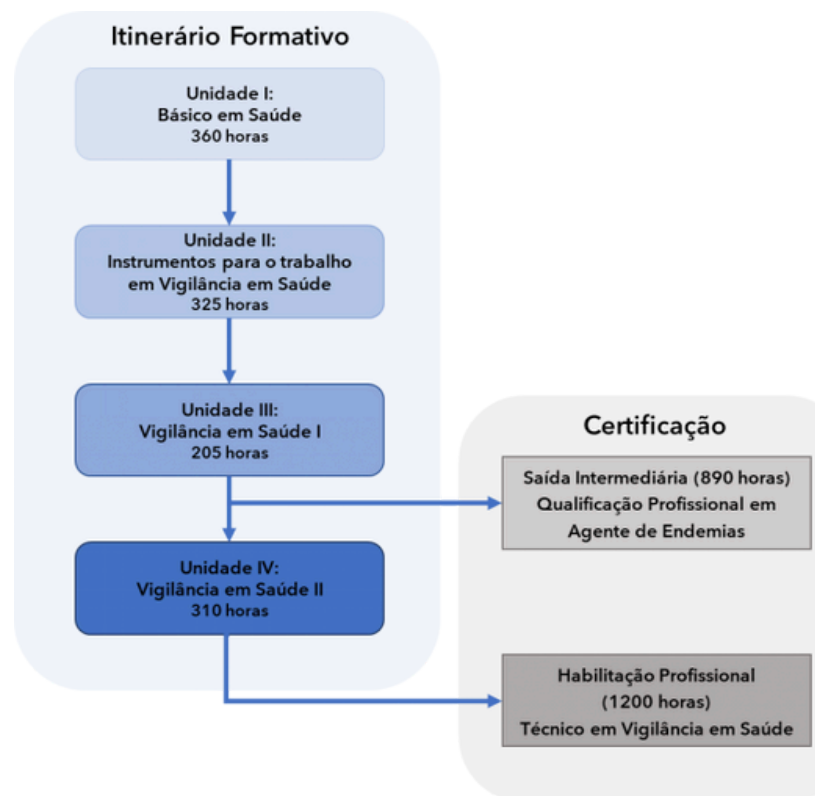 Itinerário Formativo
Unidade I:
Básico em Saúde
360 horas
Unidade II:
Instrumentos para o trabalho
em Vigilância em Saúde
325 horas
Unidade III:
Vigilância em Saúde I
205 horas
Unidade IV:
Vigilância em Saúde II
310 horas
Certificação
Saída Intermediária (890 horas)
Qualificação Profissional em
Agente de Endemias
Habilitação Profissional
(1200 horas)
Técnico em Vigilância em Saúde